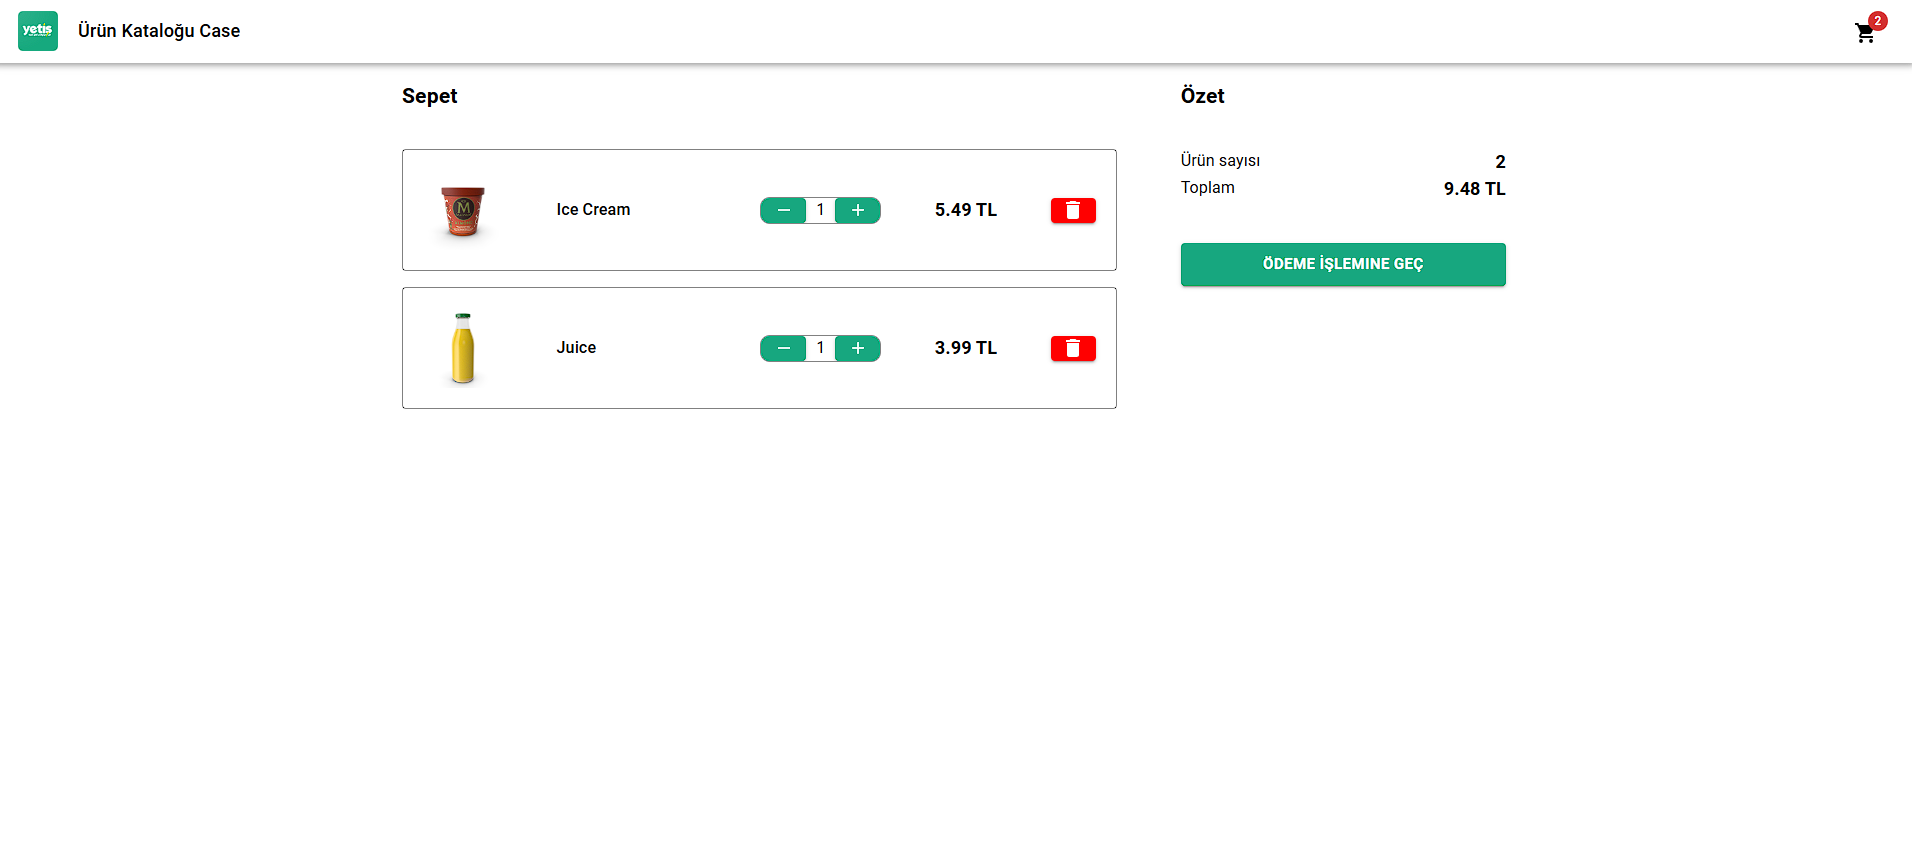 yetis
Ürün Kataloğu Case
2
Sepet
Özet
Ice Cream
1
5.49 TL
Juice
1
3.99 TL
Ürün sayısı
2
Toplam
9.48 TL
ÖDEME İŞLEMINE GEÇ